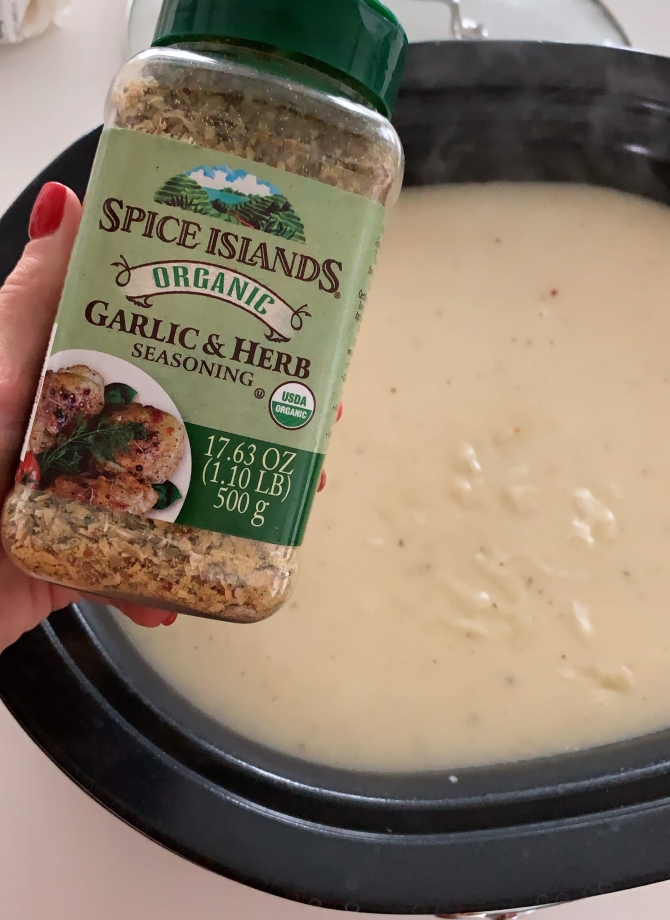 SPICE ISLANDS®
ORGANIC
GARLIC & HERB
SEASONING
U
USDA
ORGANIC
17.63 OZ
(1.10 LB)
500 g